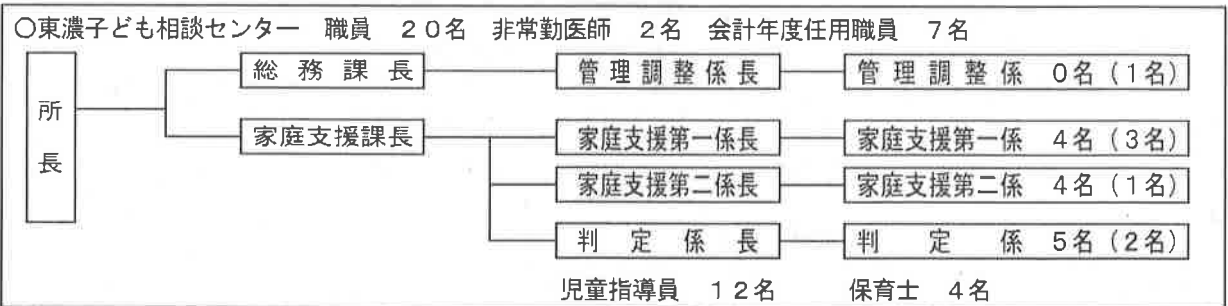 〇東濃子ども相談センター 職員 20名 非常勤医師 2名 会計年度任用職員 7名
所長
総務課長 管理調整係長 管理調整係 0名(1名)
家庭支援課長 家庭支援第一係長 家庭支援第一係 4名(3名)
家庭支援第二係長 家庭支援第二係 4名(1名)
判定係長 判定係 5名(2名)
児童指導員 12名 保育士 4名